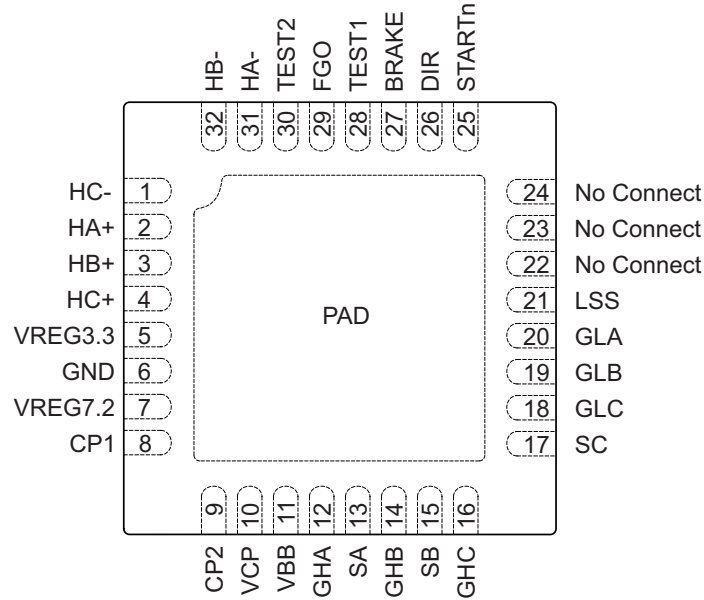 HB-
HA-
TEST2
FGO
TEST1
BRAKE
DIR
STARTn
32
31
30
29
28
27
26
25
HC- 1
HA+ 2
HB+ 3
HC+ 4
VREG3.3 5
GND 6
VREG7.2 7
CP1 8
PAD
24 No Connect
23 No Connect
22 No Connect
21 LSS
20 GLA
19 GLB
18 GLC
17 SC
9
10
11
12
13
14
15
16
CP2
VCP
VBB
GHA
SA
GHB
SB
GHC